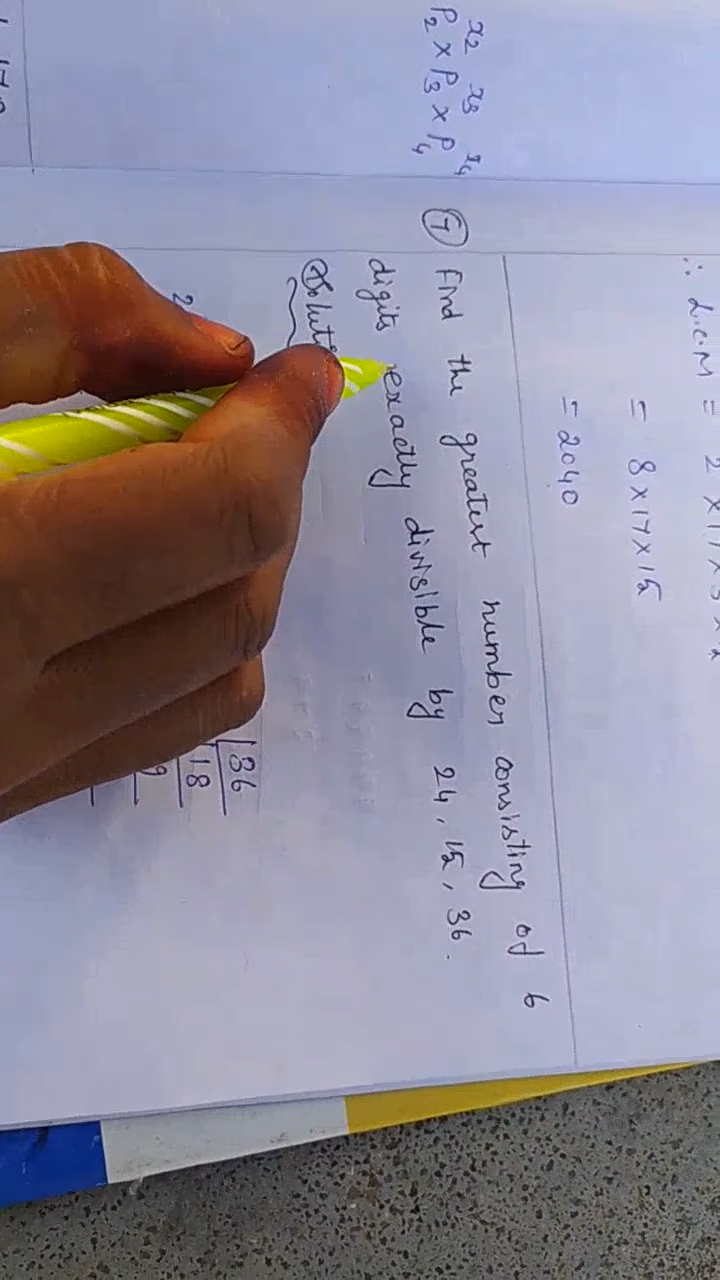 ∴ L.C.M =
= 8 x 17 x 15
= 2040
x2 x3 x4
P2 x P3 x P4
7 Find the greatest number consisting of 6
digits exactly divisible by 24, 15, 36.
36
18
9